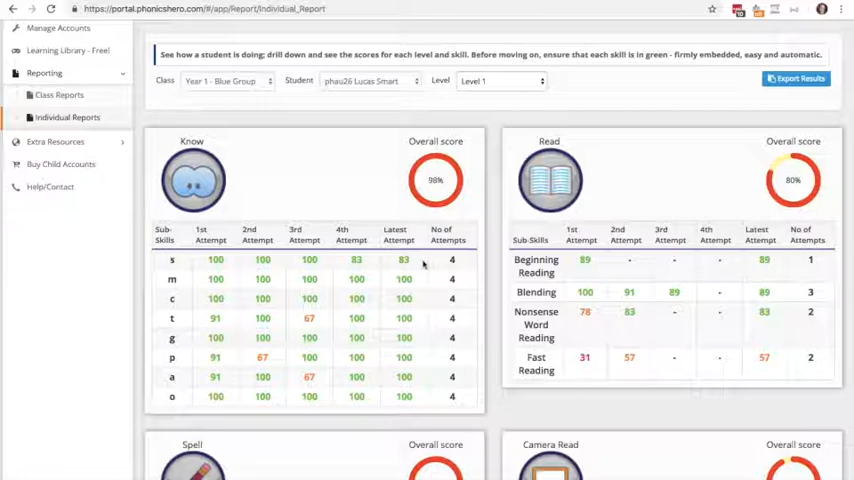 https://portal.phonicshero.com/#/app/Report/Individual_Report
Manage Accounts
Learning Library - Free!
Reporting
Class Reports
Individual Reports
Extra Resources
Buy Child Accounts
Help/Contact
See how a student is doing; drill down and see the scores for each level and skill. Before moving on, ensure that each skill is in green - firmly embedded, easy and automatic.
Class Year 1 - Blue Group Student phau26 Lucas Smart Level Level 1
Export Results
Know Overall score
98%
Sub-Skills 1st Attempt 2nd Attempt 3rd Attempt 4th Attempt Latest Attempt No of Attempts
s 100 100 100 83 83 4
m 100 100 100 100 100 4
c 100 100 100 100 100 4
t 91 100 67 100 100 4
g 100 100 100 100 100 4
p 91 67 100 100 100 4
a 91 100 67 100 100 4
o 100 100 100 100 100 4
Read Overall score
80%
Sub-Skills 1st Attempt 2nd Attempt 3rd Attempt 4th Attempt Latest Attempt No of Attempts
Beginning Reading 89 - - - 89 1
Blending 100 91 89 - 89 3
Nonsense Word Reading 78 83 - - 83 2
Fast Reading 31 57 - - 57 2
Spell Overall score
Camera Read Overall score